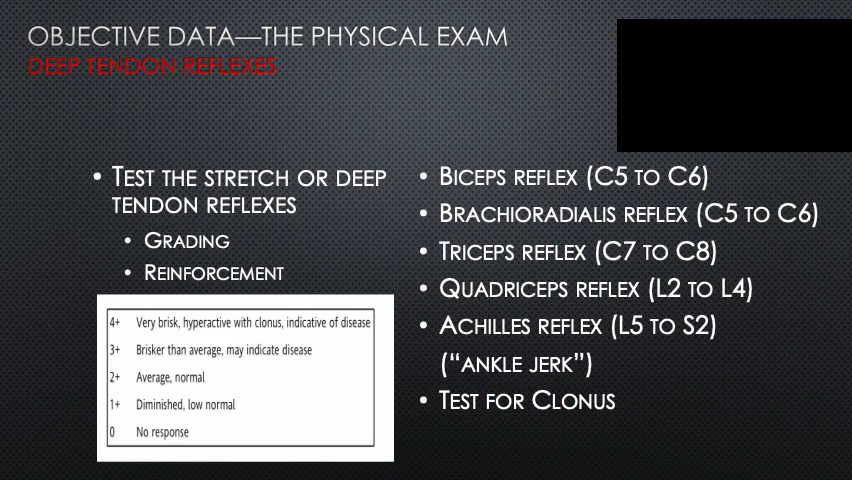 OBJECTIVE DATA—THE PHYSICAL EXAM
DEEP TENDON REFLEXES
• TEST THE STRETCH OR DEEP
TENDON REFLEXES
• GRADING
• REINFORCEMENT
4+ Very brisk, hyperactive with clonus, indicative of disease
3+ Brisker than average, may indicate disease
2+ Average, normal
1+ Diminished, low normal
0 No response
• BICEPS REFLEX (C5 TO C6)
• BRACHIORADIALIS REFLEX (C5 TO C6)
• TRICEPS REFLEX (C7 TO C8)
• QUADRICEPS REFLEX (L2 TO L4)
• ACHILLES REFLEX (L5 TO S2)
(“ANKLE JERK”)
• TEST FOR CLONUS